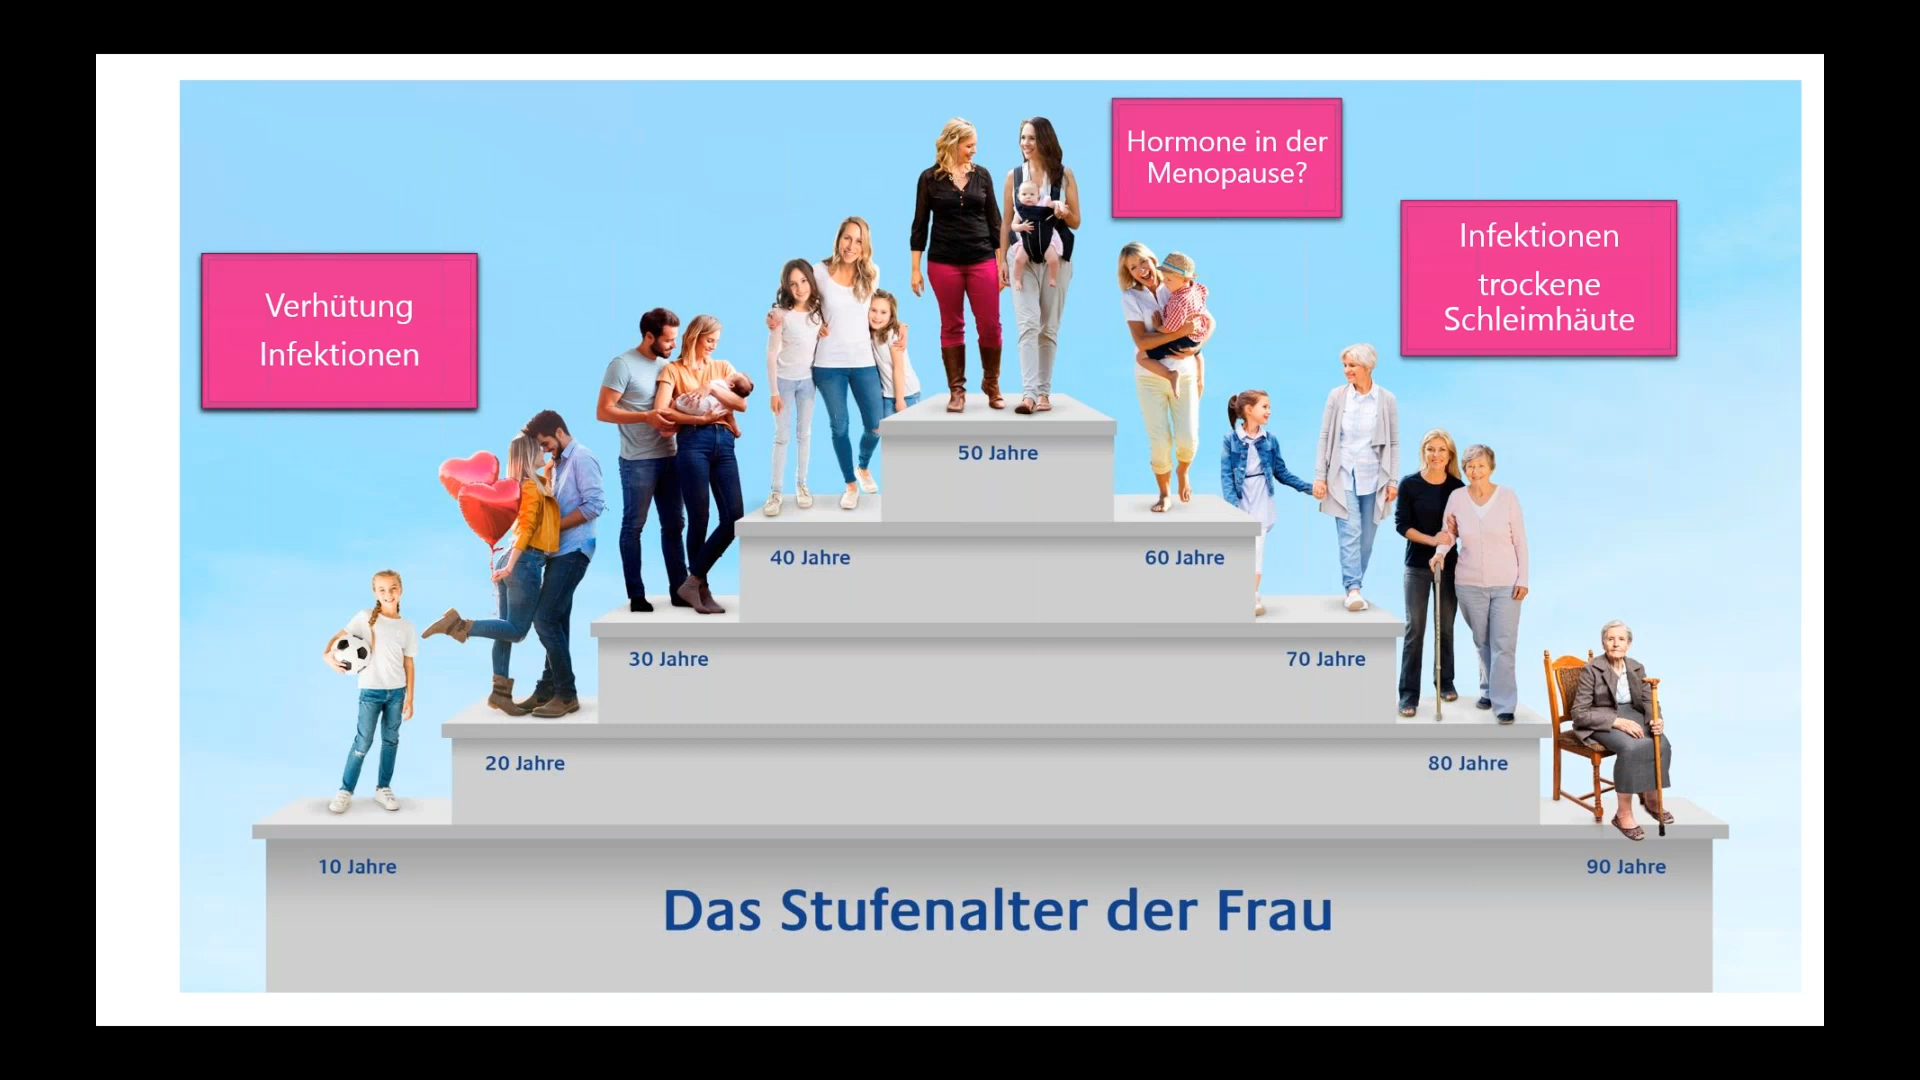 Hormone in der
Menopause?
Infektionen
trockene
Schleimhäute
Verhütung
Infektionen
50 Jahre
40 Jahre
60 Jahre
30 Jahre
70 Jahre
20 Jahre
80 Jahre
10 Jahre
90 Jahre
Das Stufenalter der Frau